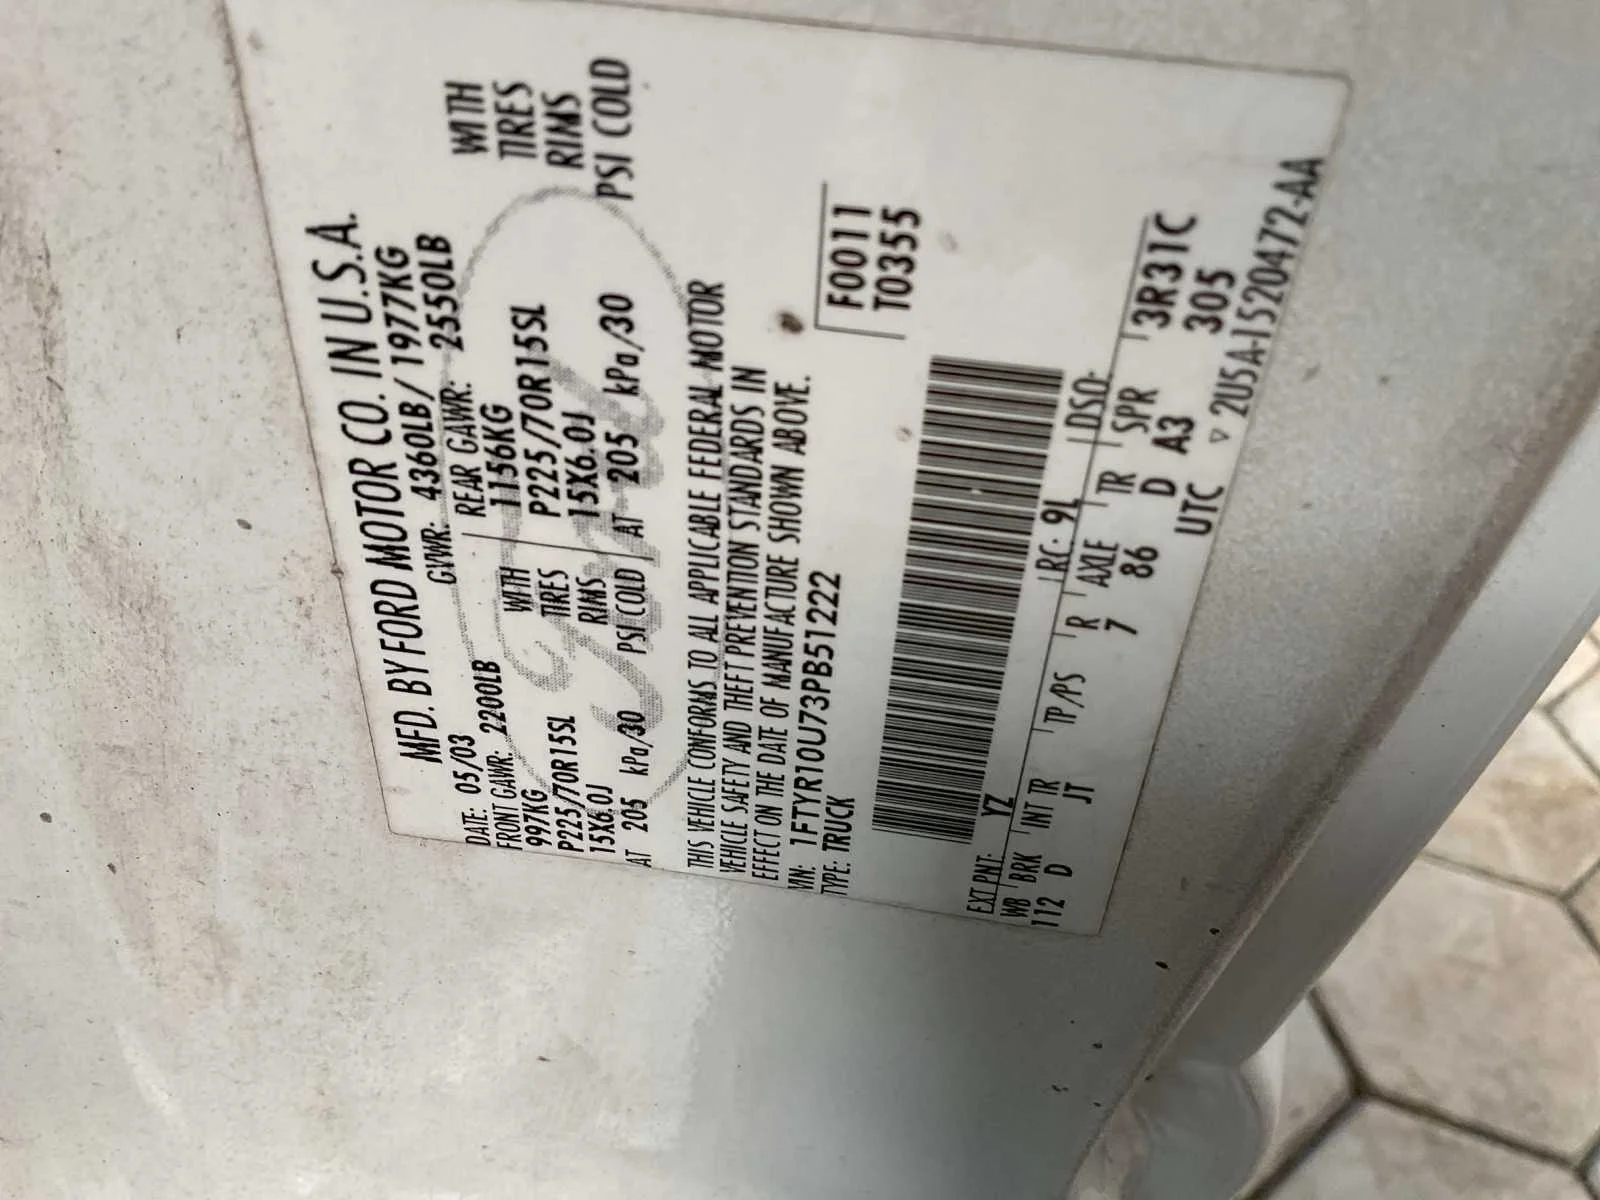 MFD. BY FORD MOTOR CO. IN U.S.A.
DATE: 05/03 GVWR: 4360LB/ 1977KG
FRONT GAWR: 2200LB REAR GAWR: 2550LB
997KG WITH 1156KG WITH
P225/70R15SL TIRES P225/70R15SL TIRES
15X6.0J RIMS 15X6.0J RIMS
AT 205 kPa/30 PSI COLD AT 205 kPa/30 PSI COLD
THIS VEHICLE CONFORMS TO ALL APPLICABLE FEDERAL MOTOR
VEHICLE SAFETY AND THEFT PREVENTION STANDARDS IN
EFFECT ON THE DATE OF MANUFACTURE SHOWN ABOVE.
VIN: 1FTYR10U73PB51222 F0011
TYPE: TRUCK T0355
EXT PNT: YZ RC: 9L DSO:
WB BRK INT TR TP/PS R AXLE TR SPR 3R31C
112 D JT 7 86 D A3 305
UTC ▽ 2U5A-1520472-AA
Ford